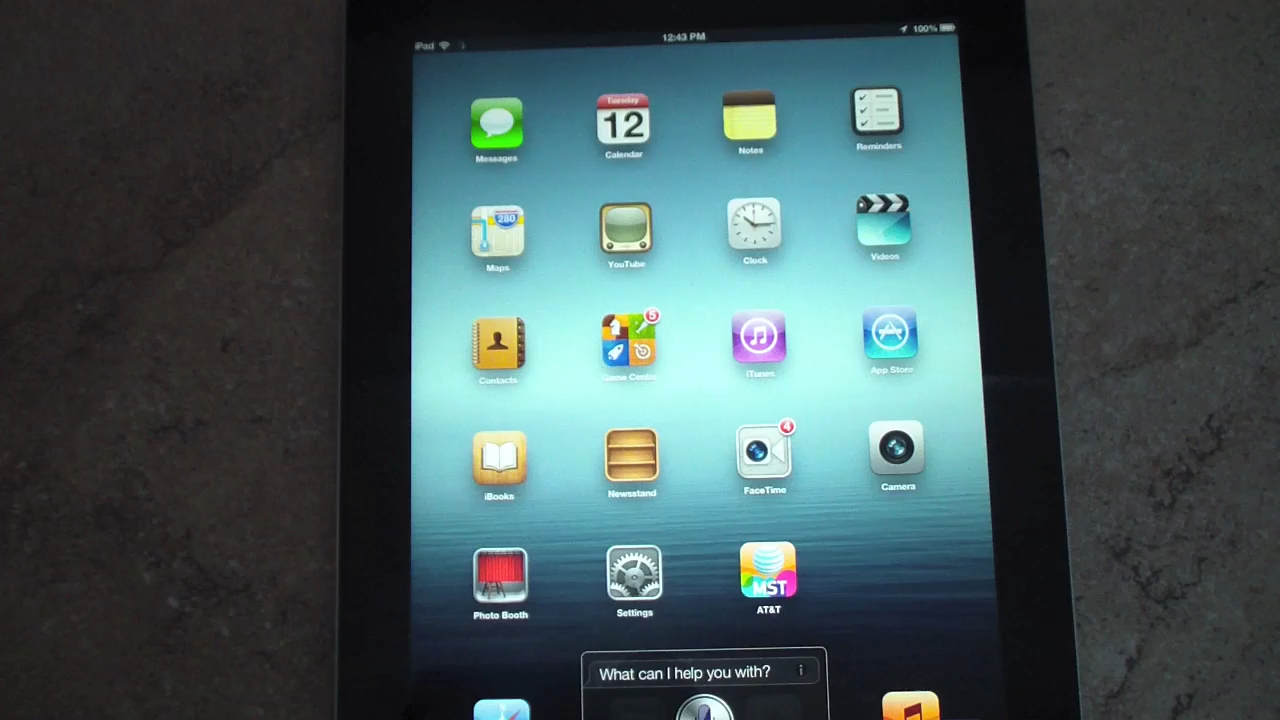 iPad 12:43 PM 100%
Tuesday
12
Messages Calendar Notes Reminders
280
Maps YouTube Clock Videos
5
Contacts Game Center iTunes App Store
4
iBooks Newsstand FaceTime Camera
MST
Photo Booth Settings AT&T
What can I help you with? i